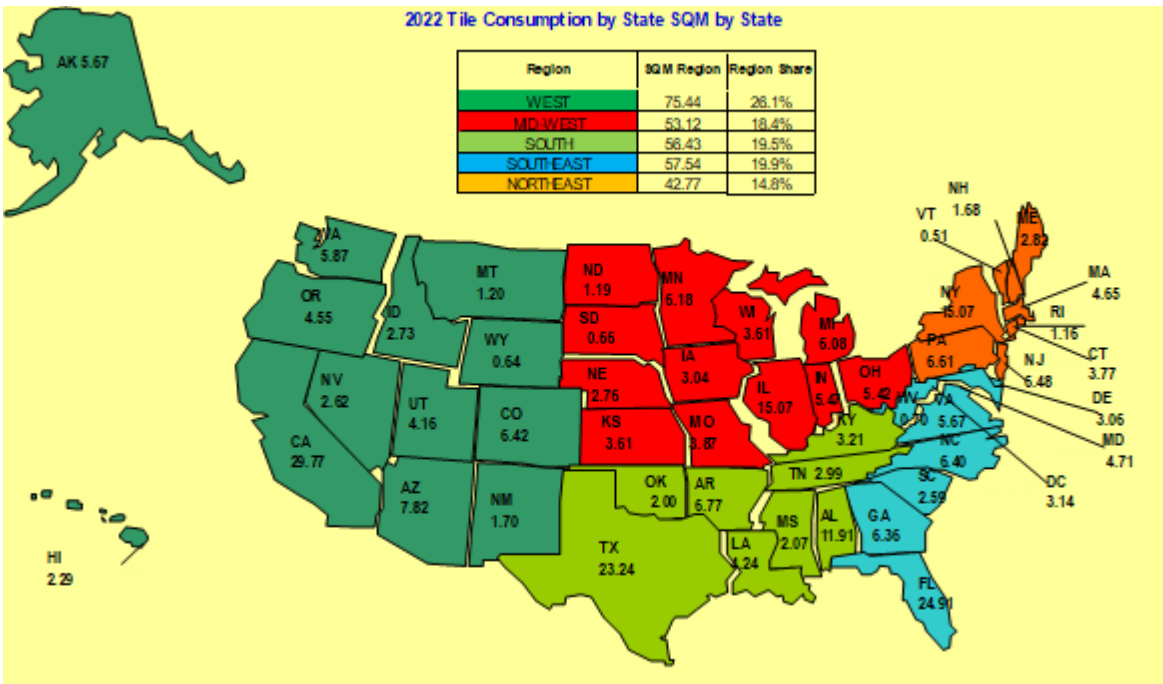 2022 Tile Consumption by State SQM by State
Region SQM Region Region Share
WEST 75.44 26.1%
MID-WEST 53.12 18.4%
SOUTH 56.43 19.5%
SOUTHEAST 57.54 19.9%
NORTHEAST 42.77 14.8%
AK 5.67
NH
1.68
VT
0.51
ME
2.82
WA
5.87
MT
1.20
ND
1.19
MN
6.18
MA
4.65
OR
4.55
ID
2.73
SD
0.66
WI
3.61
MI
6.08
NY
15.07
RI
1.16
WY
0.64
IA
3.04
PA
6.61
CT
3.77
NV
2.62
NE
2.76
IL
15.07
IN
5.47
OH
5.42
NJ
6.48
UT
4.16
CO
6.42
KS
3.61
MO
3.87
WV
0.70
VA
5.67
DE
3.06
CA
29.77
KY
3.21
NC
6.40
MD
4.71
AZ
7.82
NM
1.70
OK
2.00
AR
6.77
TN 2.99
SC
2.59
DC
3.14
TX
23.24
LA
4.24
MS
2.07
AL
11.91
GA
6.36
HI
2.29
FL
24.91